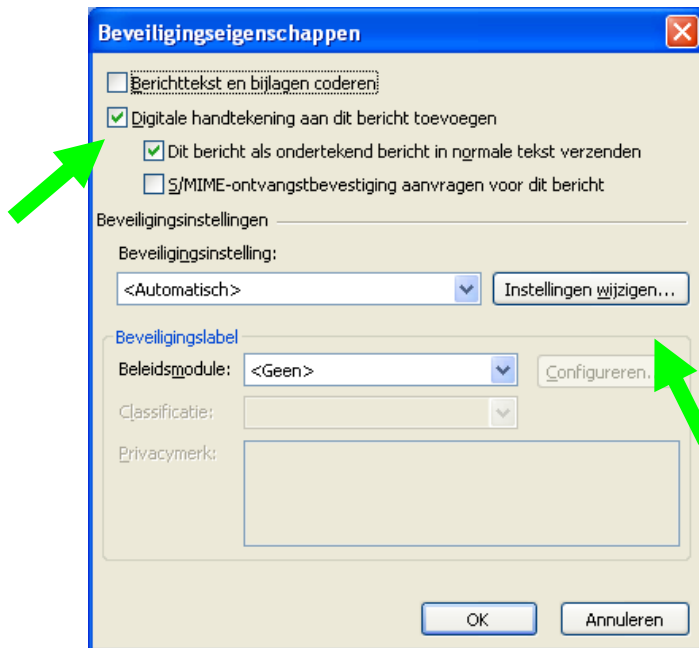 Beveiligingseigenschappen
Berichttekst en bijlagen coderen
Digitale handtekening aan dit bericht toevoegen
Dit bericht als ondertekend bericht in normale tekst verzenden
S/MIME-ontvangstbevestiging aanvragen voor dit bericht
Beveiligingsinstellingen
Beveiligingsinstelling:
<Automatisch> Instellingen wijzigen...
Beveiligingslabel
Beleidsmodule: <Geen> Configureren.
Classificatie:
Privacymerk:
OK Annuleren